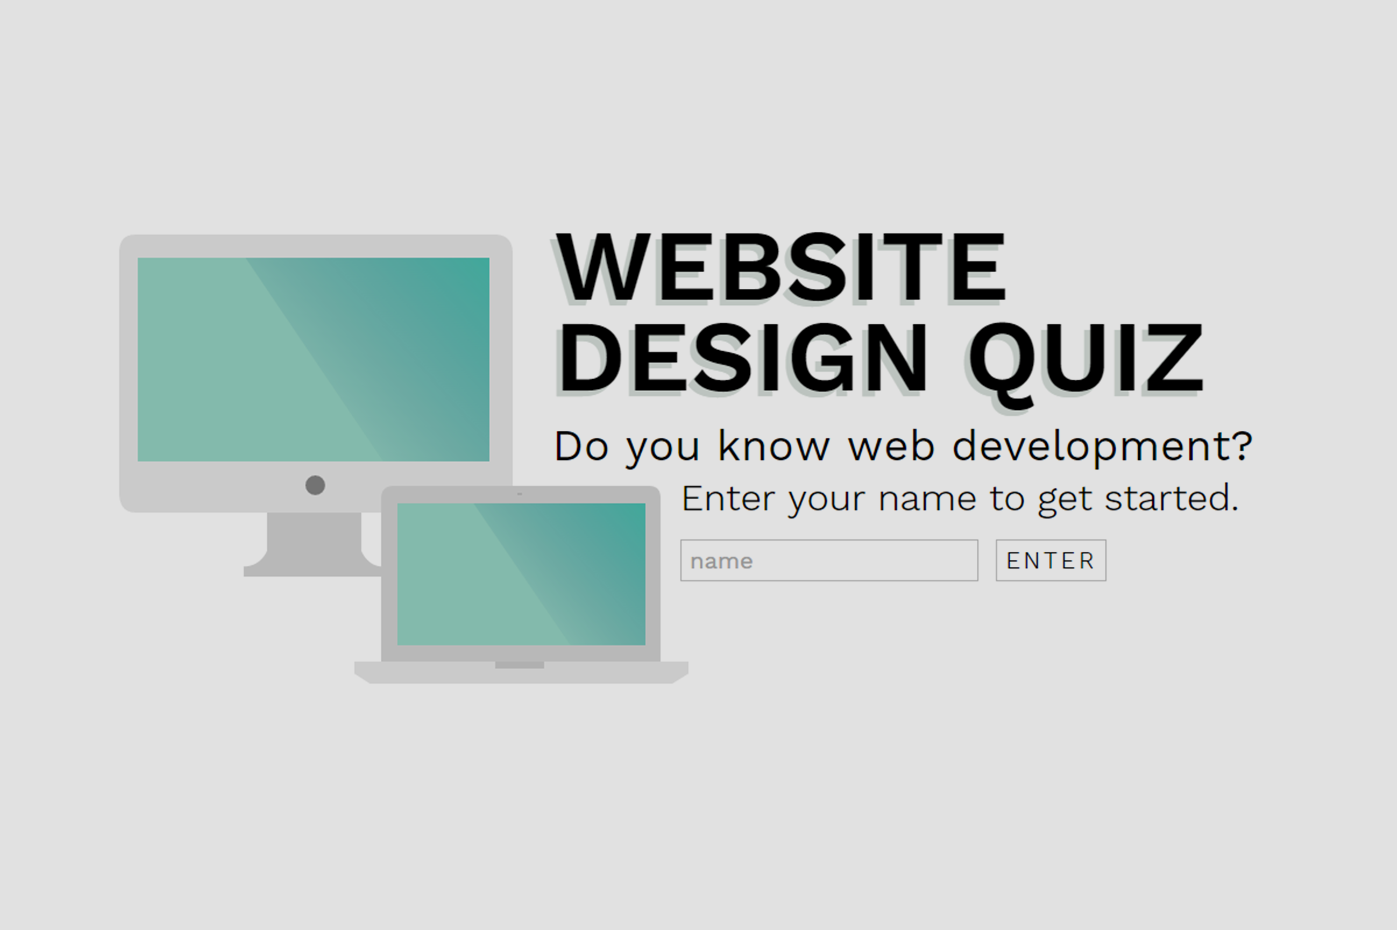 WEBSITE
DESIGN QUIZ
Do you know web development?
Enter your name to get started.
name
ENTER